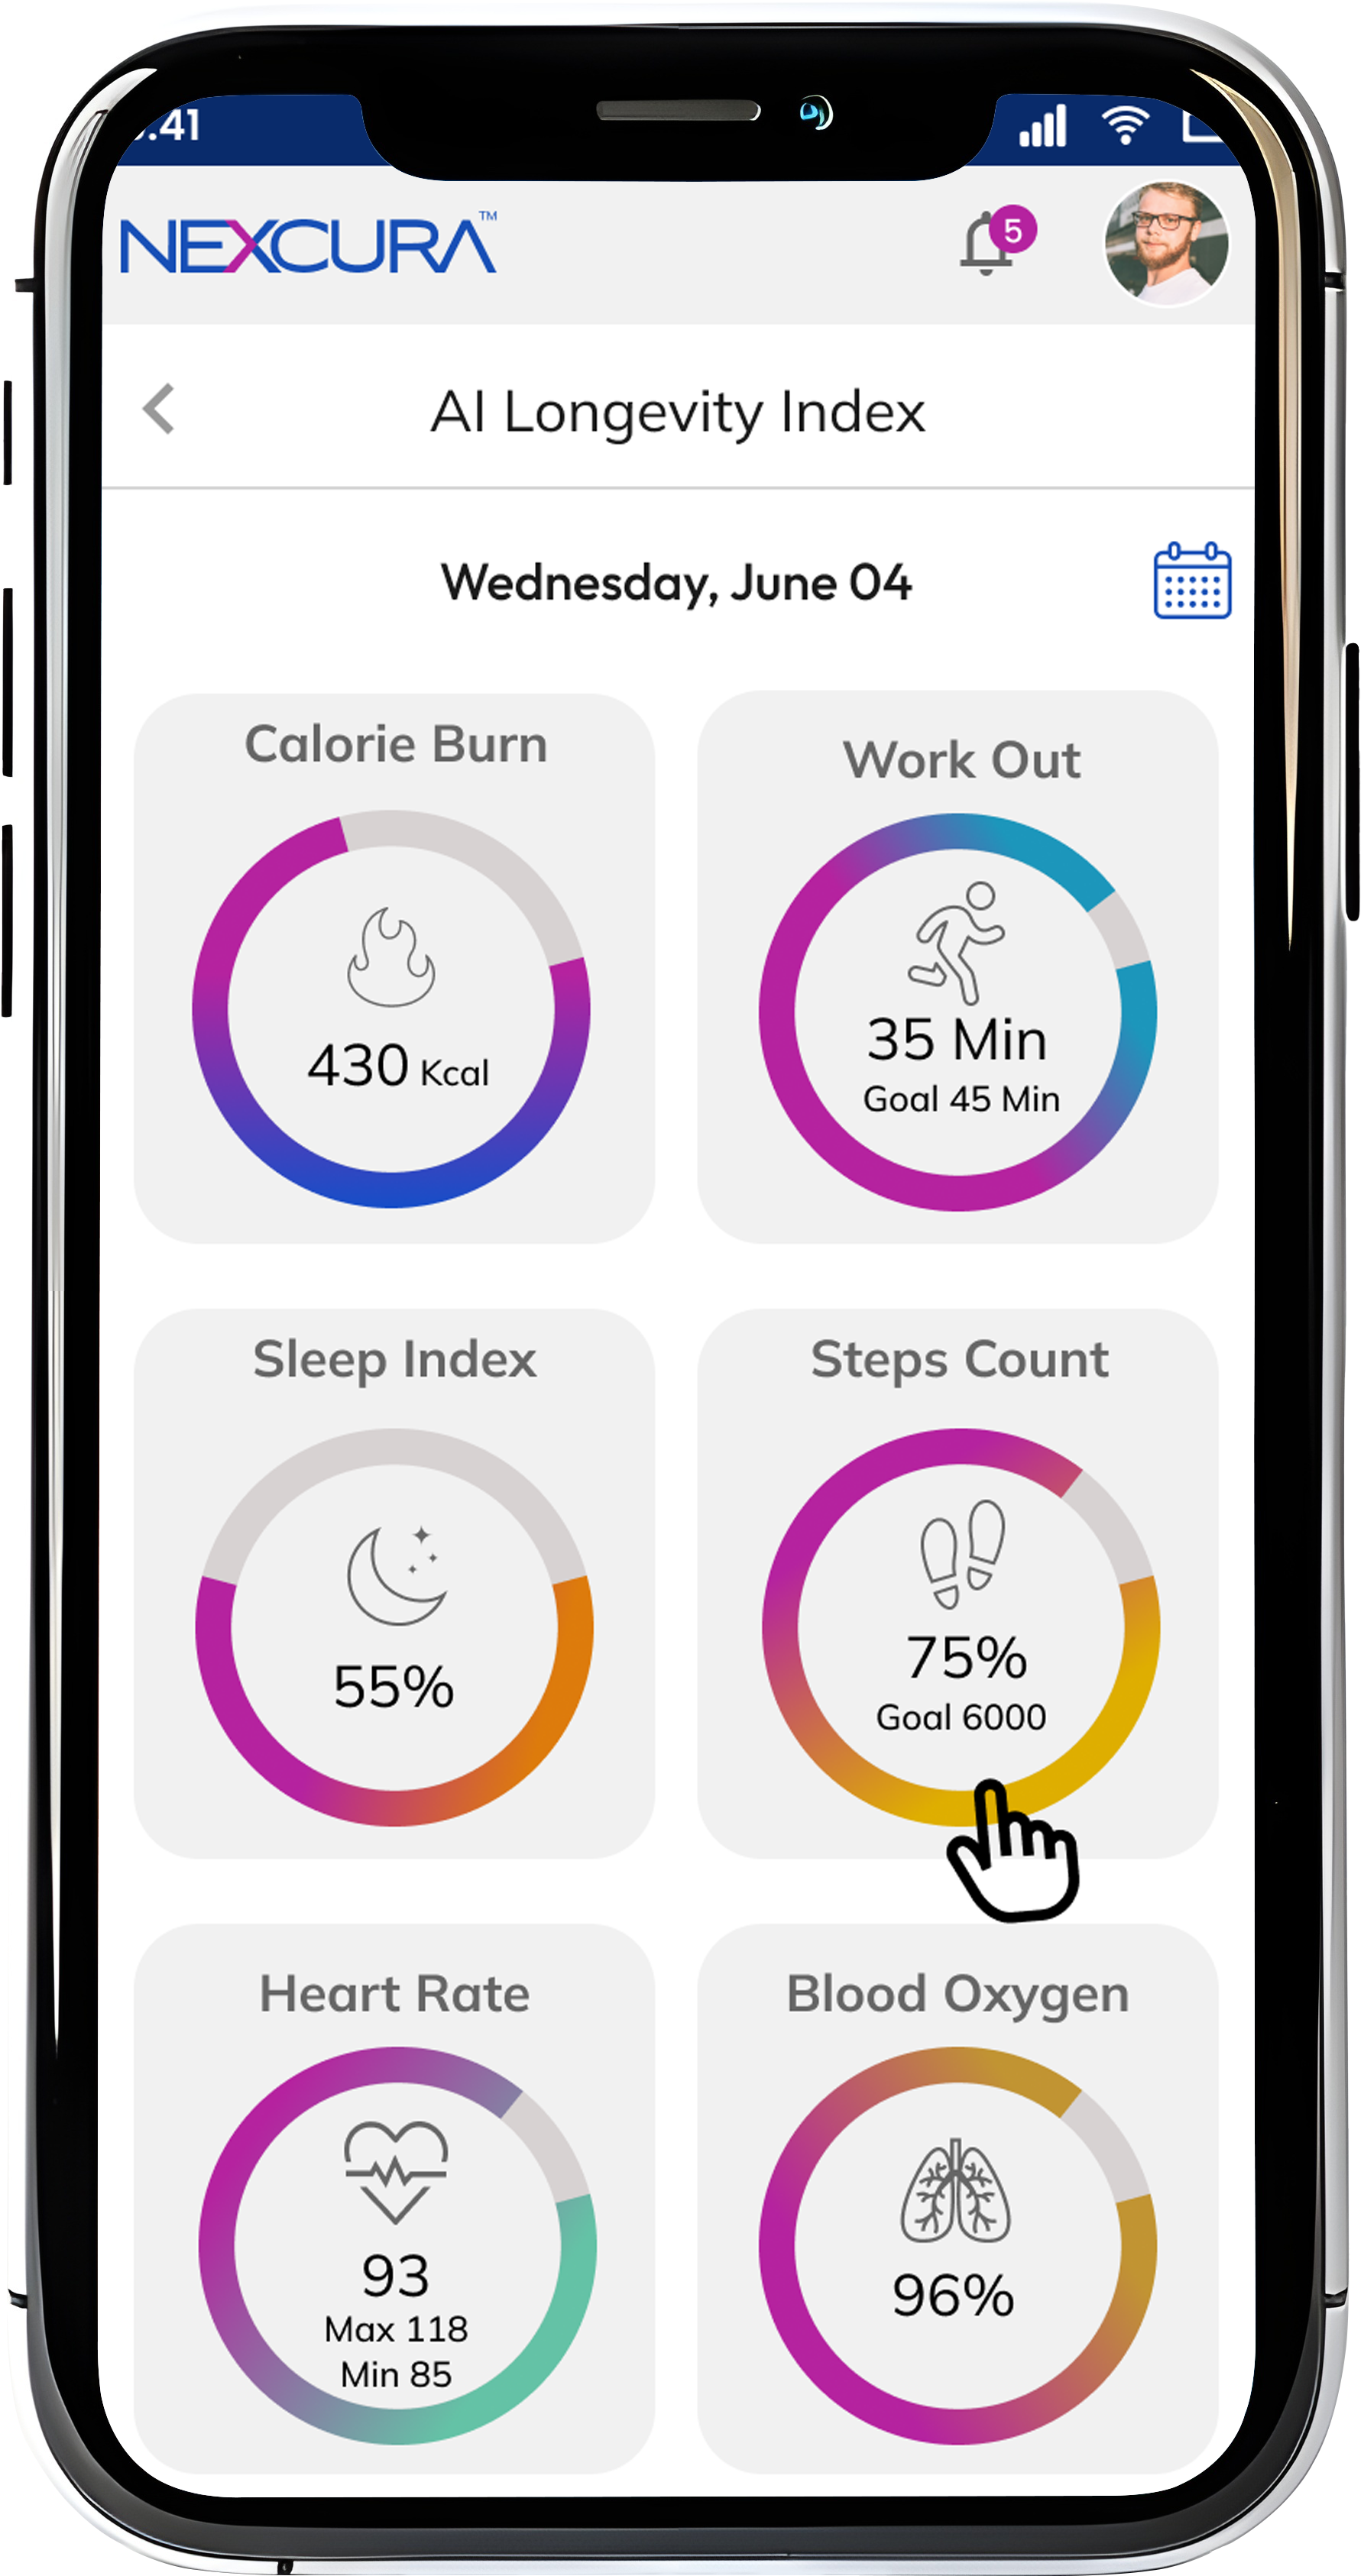 .41
NEXCURA™
5
AI Longevity Index
Wednesday, June 04
Calorie Burn
430 Kcal
Work Out
35 Min
Goal 45 Min
Sleep Index
55%
Steps Count
75%
Goal 6000
Heart Rate
93
Max 118
Min 85
Blood Oxygen
96%